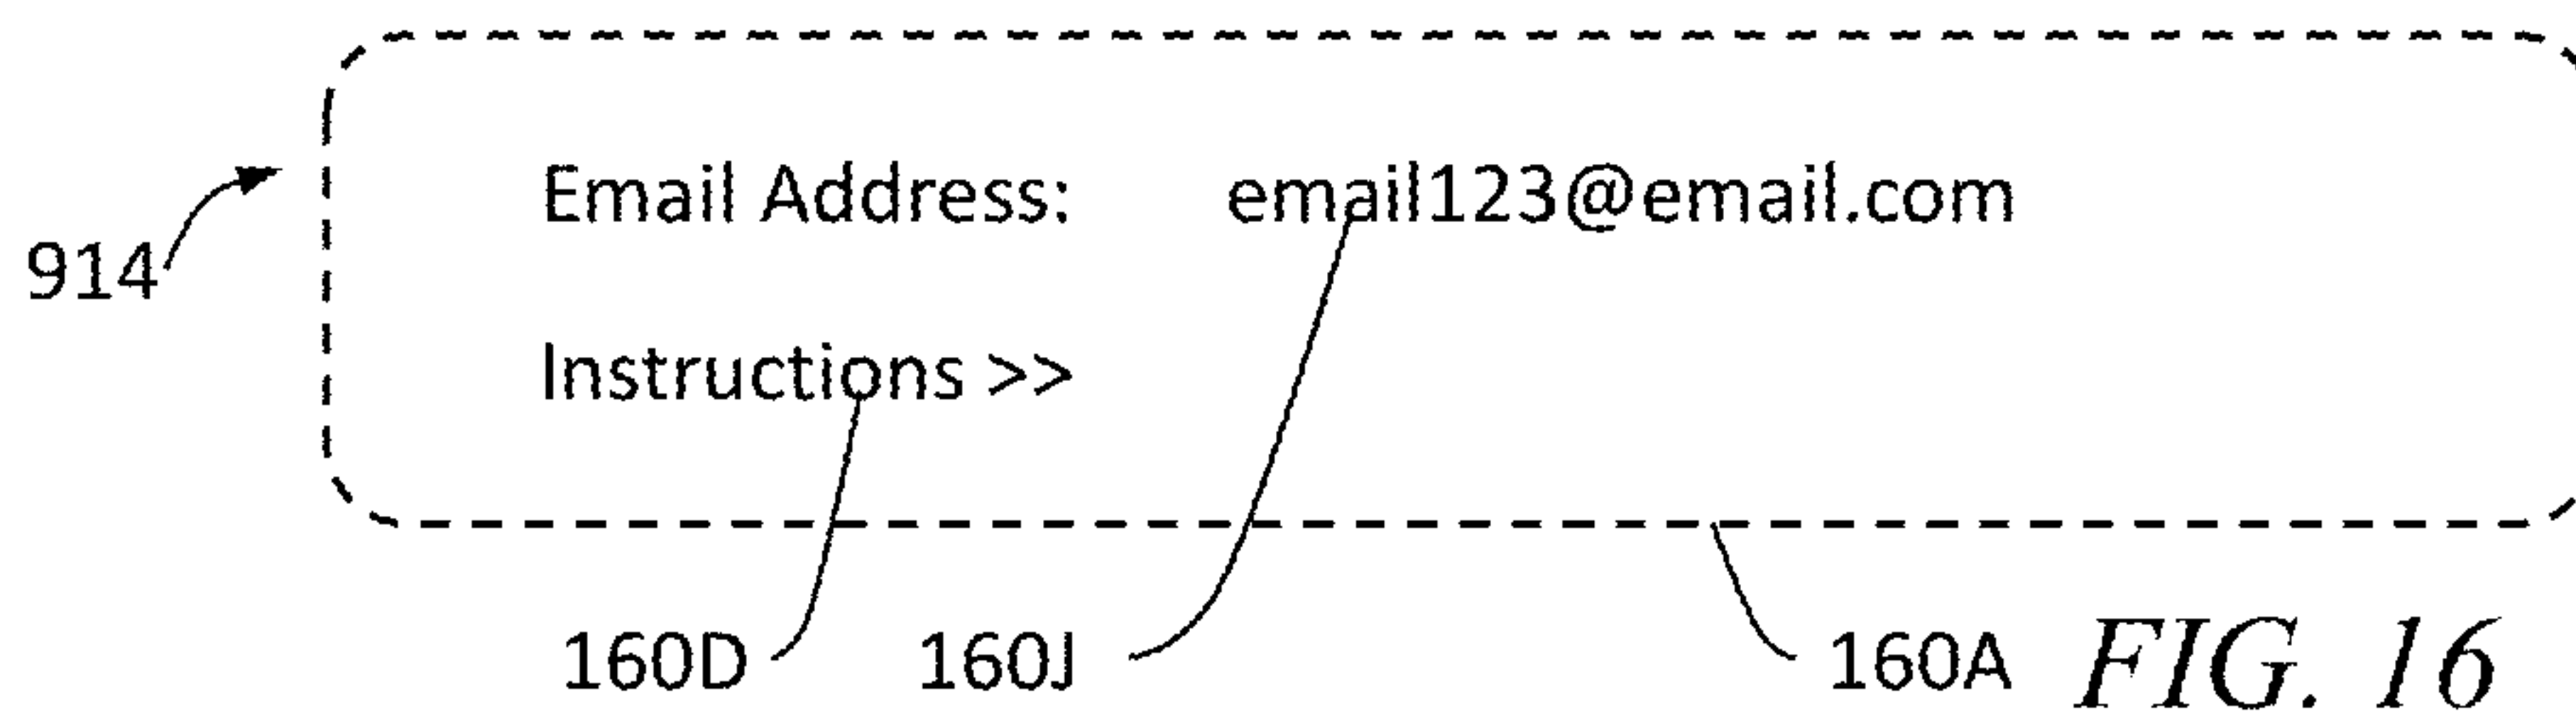 Email Address: email123@email.com
914
Instructions >>
160D 160J 160A FIG. 16